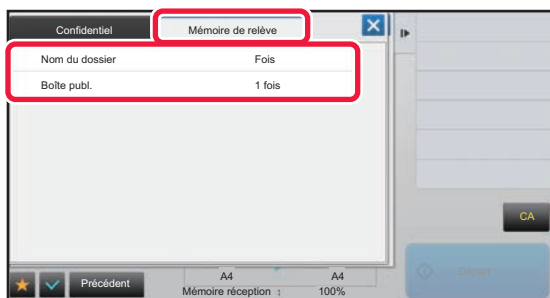 Confidentiel
Mémoire de relève
Nom du dossier Fois
Boîte publ. 1 fois
CA
Départ
Précédent
A4 A4
Mémoire réception : 100%